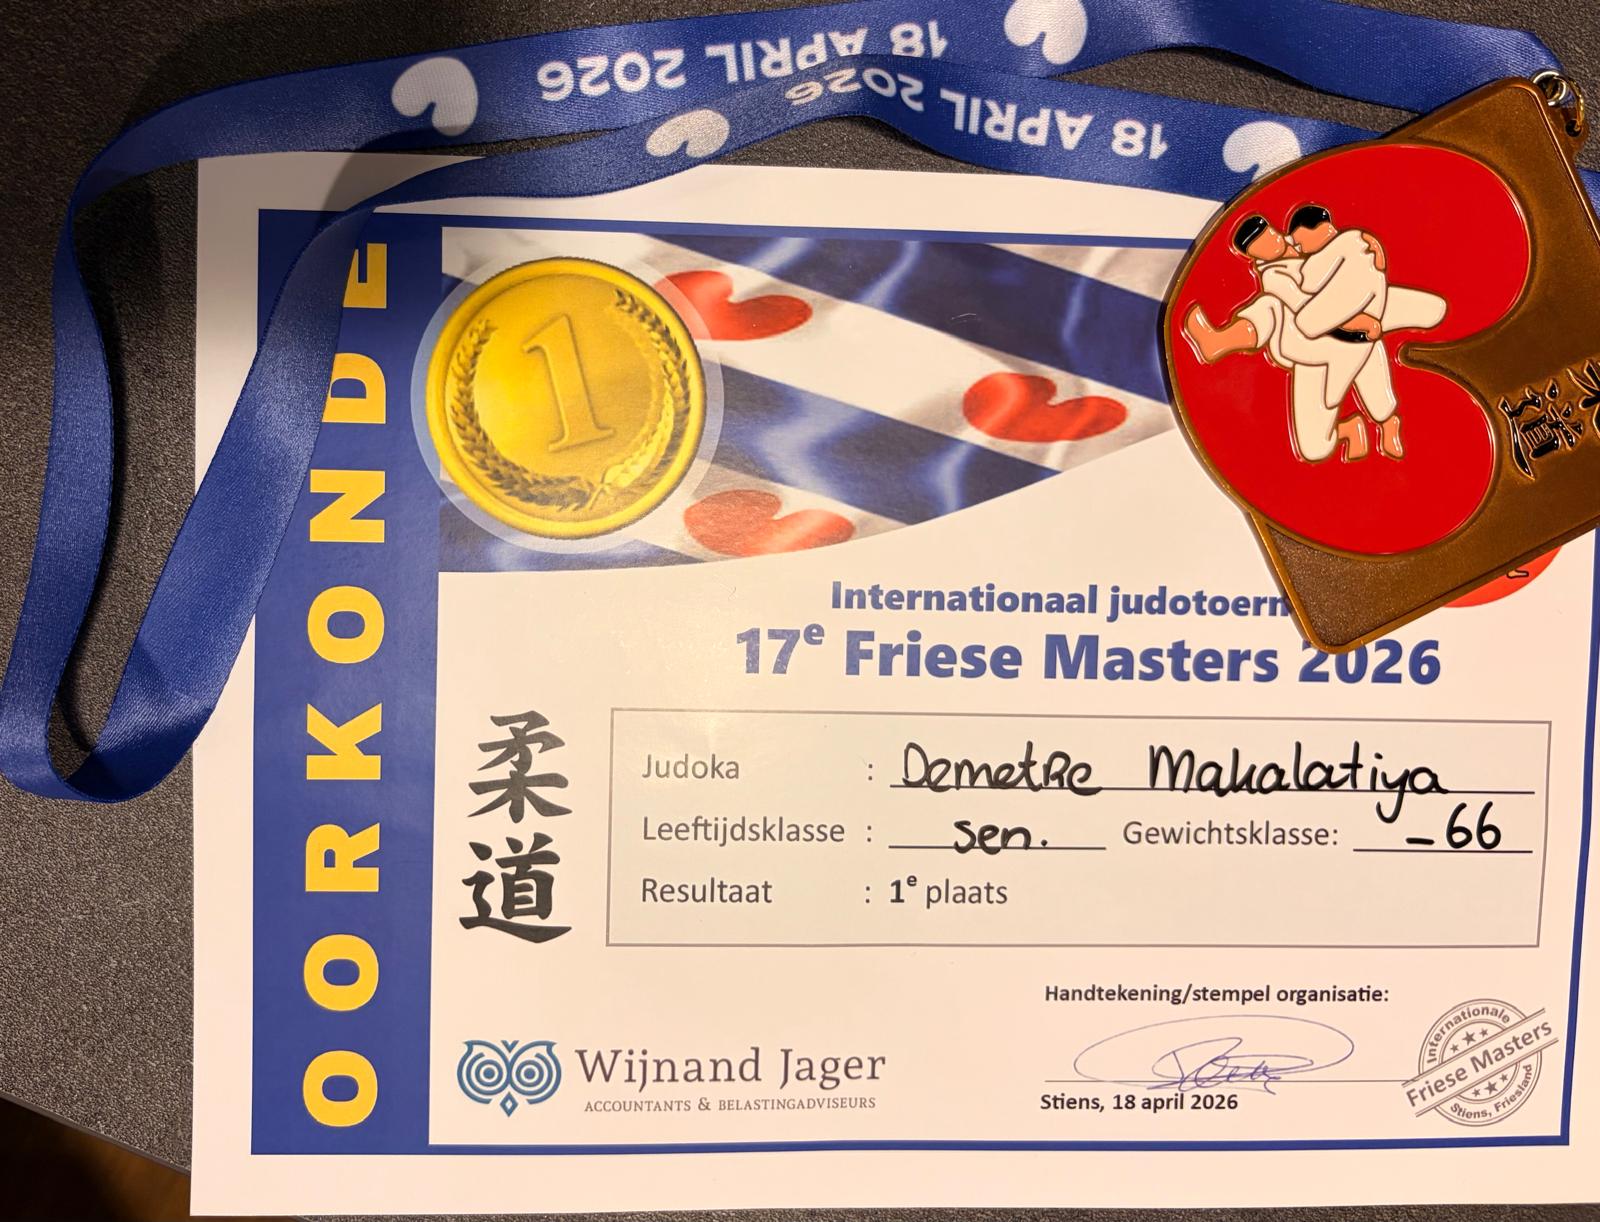 18 APRIL 2026
18 APRIL 2026
OORKONDE
1
Internationaal
17e Friese Masters 2026
柔道
Judoka : Demetre Makalatiya
Leeftijdsklasse : sen. Gewichtsklasse: -66
Resultaat : 1e plaats
Handtekening/stempel organisatie:
Wijnand Jager
ACCOUNTANTS & BELASTINGADVISEURS
Stiens, 18 april 2026
Internationale
Friese Masters
Stiens, Friesland